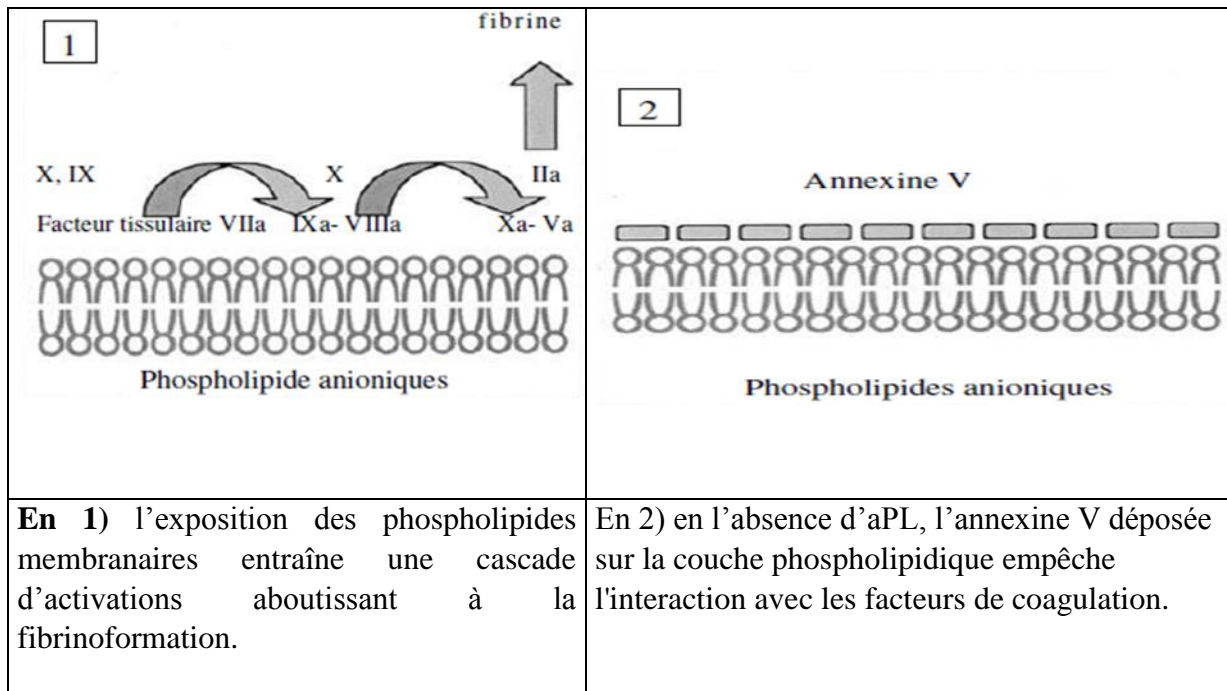 fibrine
1
X, IX X IIa
Facteur tissulaire VIIa IXa- VIIIa Xa- Va
Phospholipide anioniques
2
Annexine V
Phospholipides anioniques
En 1) l’exposition des phospholipides
membranaires entraîne une cascade
d’activations aboutissant à la
fibrinoformation.
En 2) en l’absence d’aPL, l’annexine V déposée
sur la couche phospholipidique empêche
l'interaction avec les facteurs de coagulation.